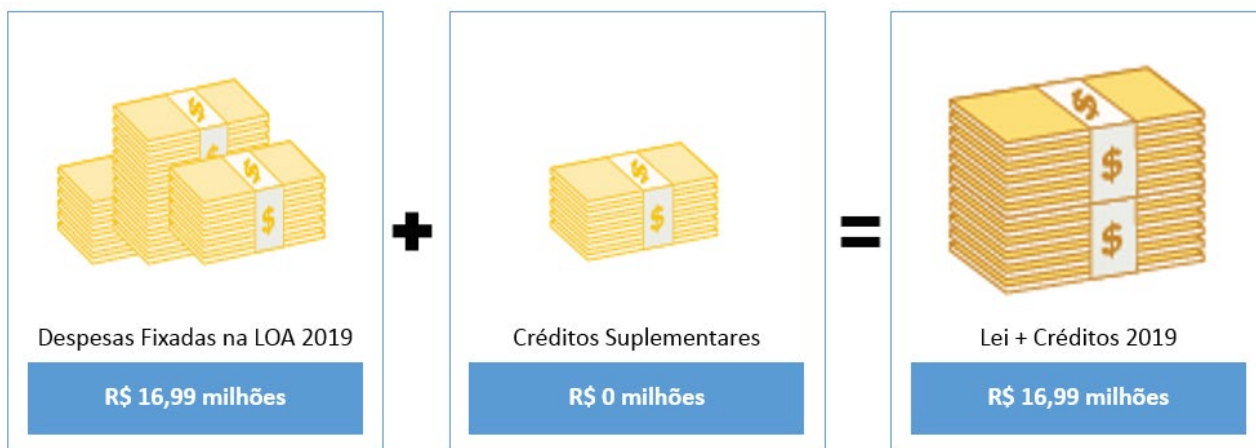 Despesas Fixadas na LOA 2019
R$ 16,99 milhões
+
Créditos Suplementares
R$ 0 milhões
=
Lei + Créditos 2019
R$ 16,99 milhões